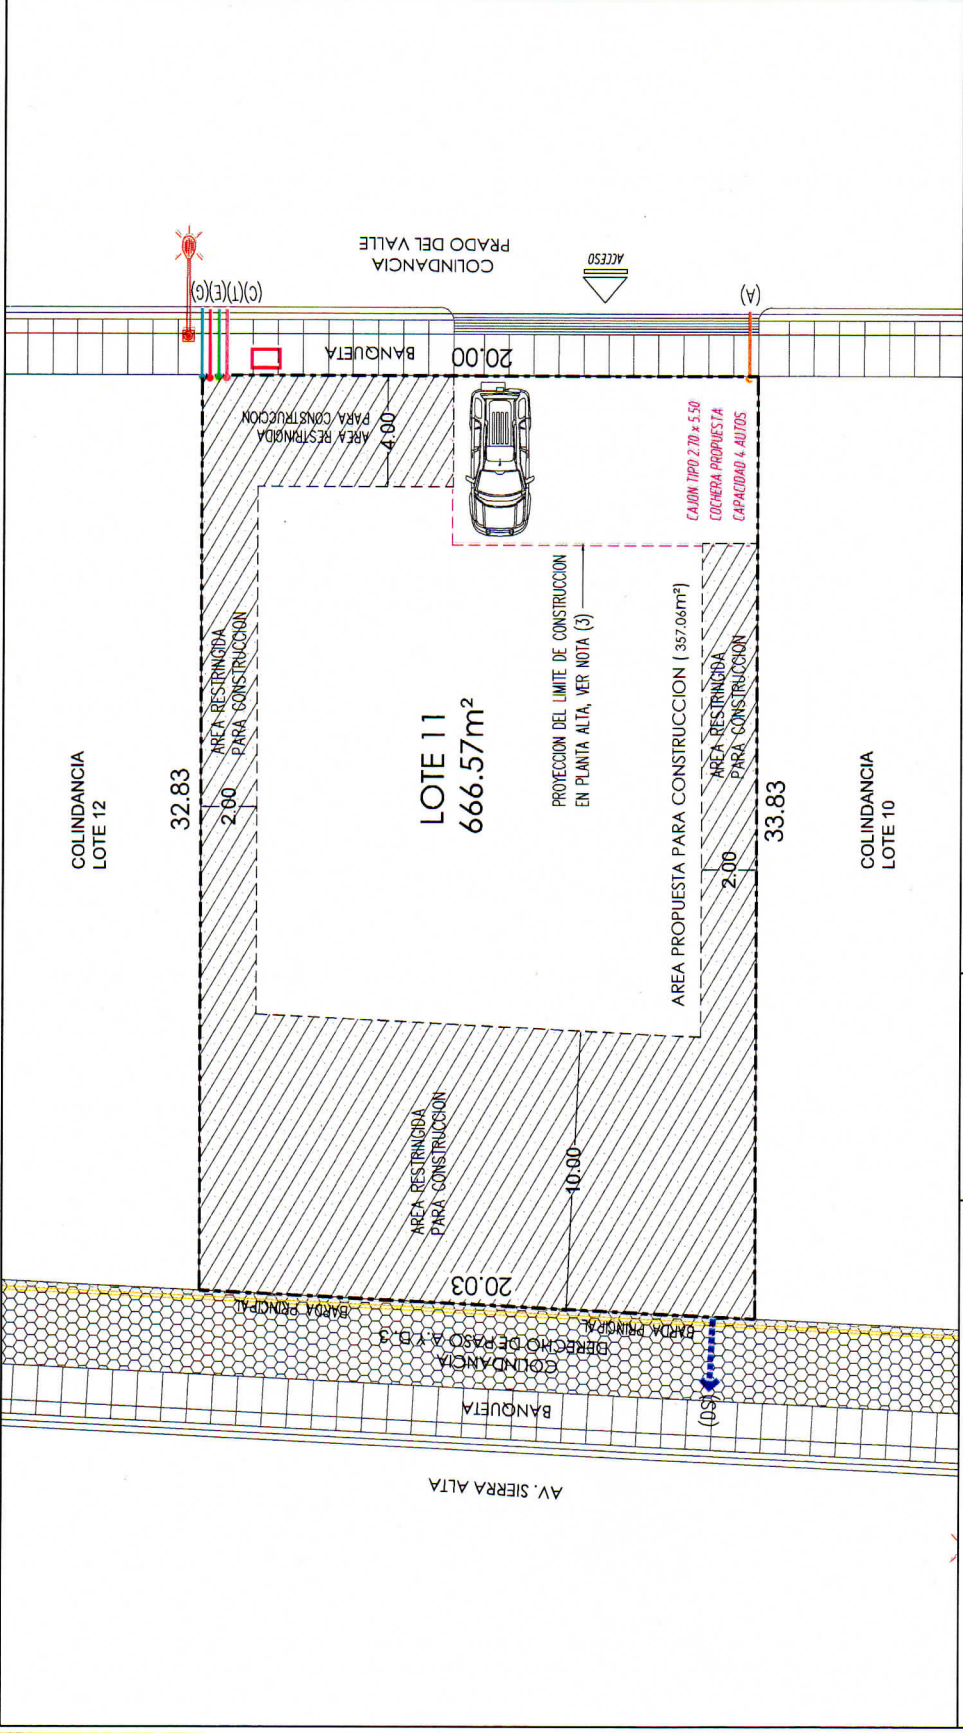 COLINDANCIA
PRADO DEL VALLE
ACCESO
(C)(T)(E)(G)
(A)
BANQUETA
20.00
AREA RESTRINGIDA
PARA CONSTRUCCION
4.00
CAJON TIPO 2.70 x 5.50
COCHERA PROPUESTA
CAPACIDAD 4 AUTOS
AREA RESTRINGIDA
PARA CONSTRUCCION
2.00
32.83
COLINDANCIA
LOTE 12
LOTE 11
666.57m²
PROYECCION DEL LIMITE DE CONSTRUCCION
EN PLANTA ALTA, VER NOTA (3)
AREA PROPUESTA PARA CONSTRUCCION ( 357.06m²)
AREA RESTRINGIDA
PARA CONSTRUCCION
2.00
33.83
COLINDANCIA
LOTE 10
AREA RESTRINGIDA
PARA CONSTRUCCION
10.00
20.03
BARDA PRINCIPAL
BARDA PRINCIPAL
COLINDANCIA
DERECHO DE PASO A.Y D.3
(SD)
BANQUETA
AV. SIERRA ALTA